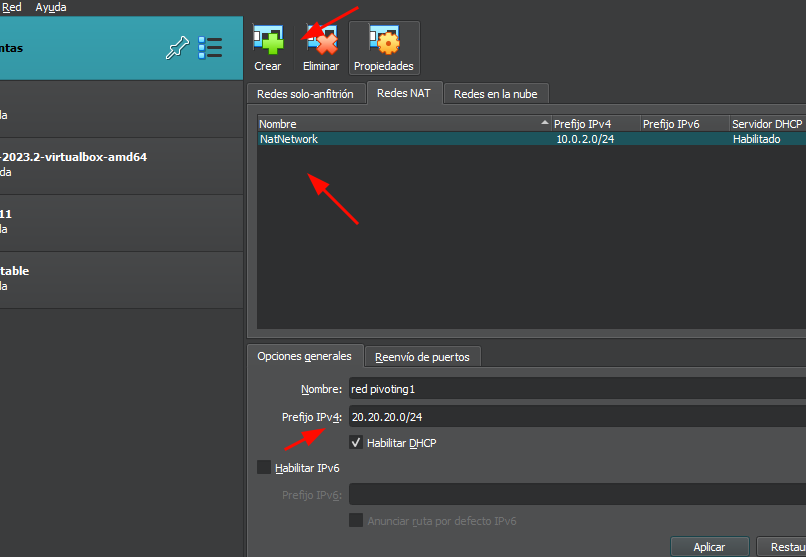 Red Ayuda
ntas
Crear Eliminar Propiedades
da
-2023.2-virtualbox-amd64
da
11
da
table
da
Redes solo-anfitrión Redes NAT Redes en la nube
Nombre Prefijo IPv4 Prefijo IPv6 Servidor DHCP
NatNetwork 10.0.2.0/24 Habilitado
Opciones generales Reenvío de puertos
Nombre: red pivoting1
Prefijo IPv4: 20.20.20.0/24
Habilitar DHCP
Habilitar IPv6
Prefijo IPv6:
Anunciar ruta por defecto IPv6
Aplicar Restau